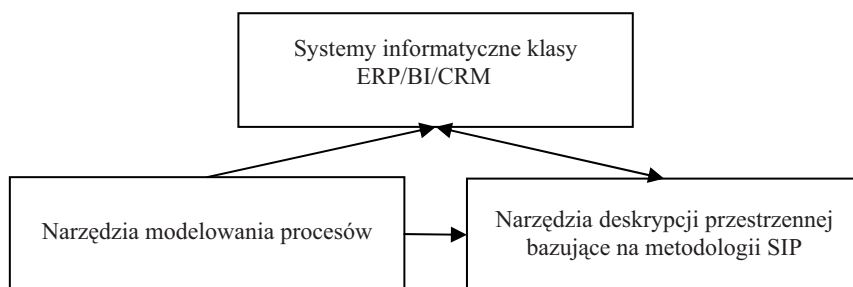 Systemy informatyczne klasy
ERP/BI/CRM
Narzędzia modelowania procesów
Narzędzia deskrypcji przestrzennej
bazujące na metodologii SIP